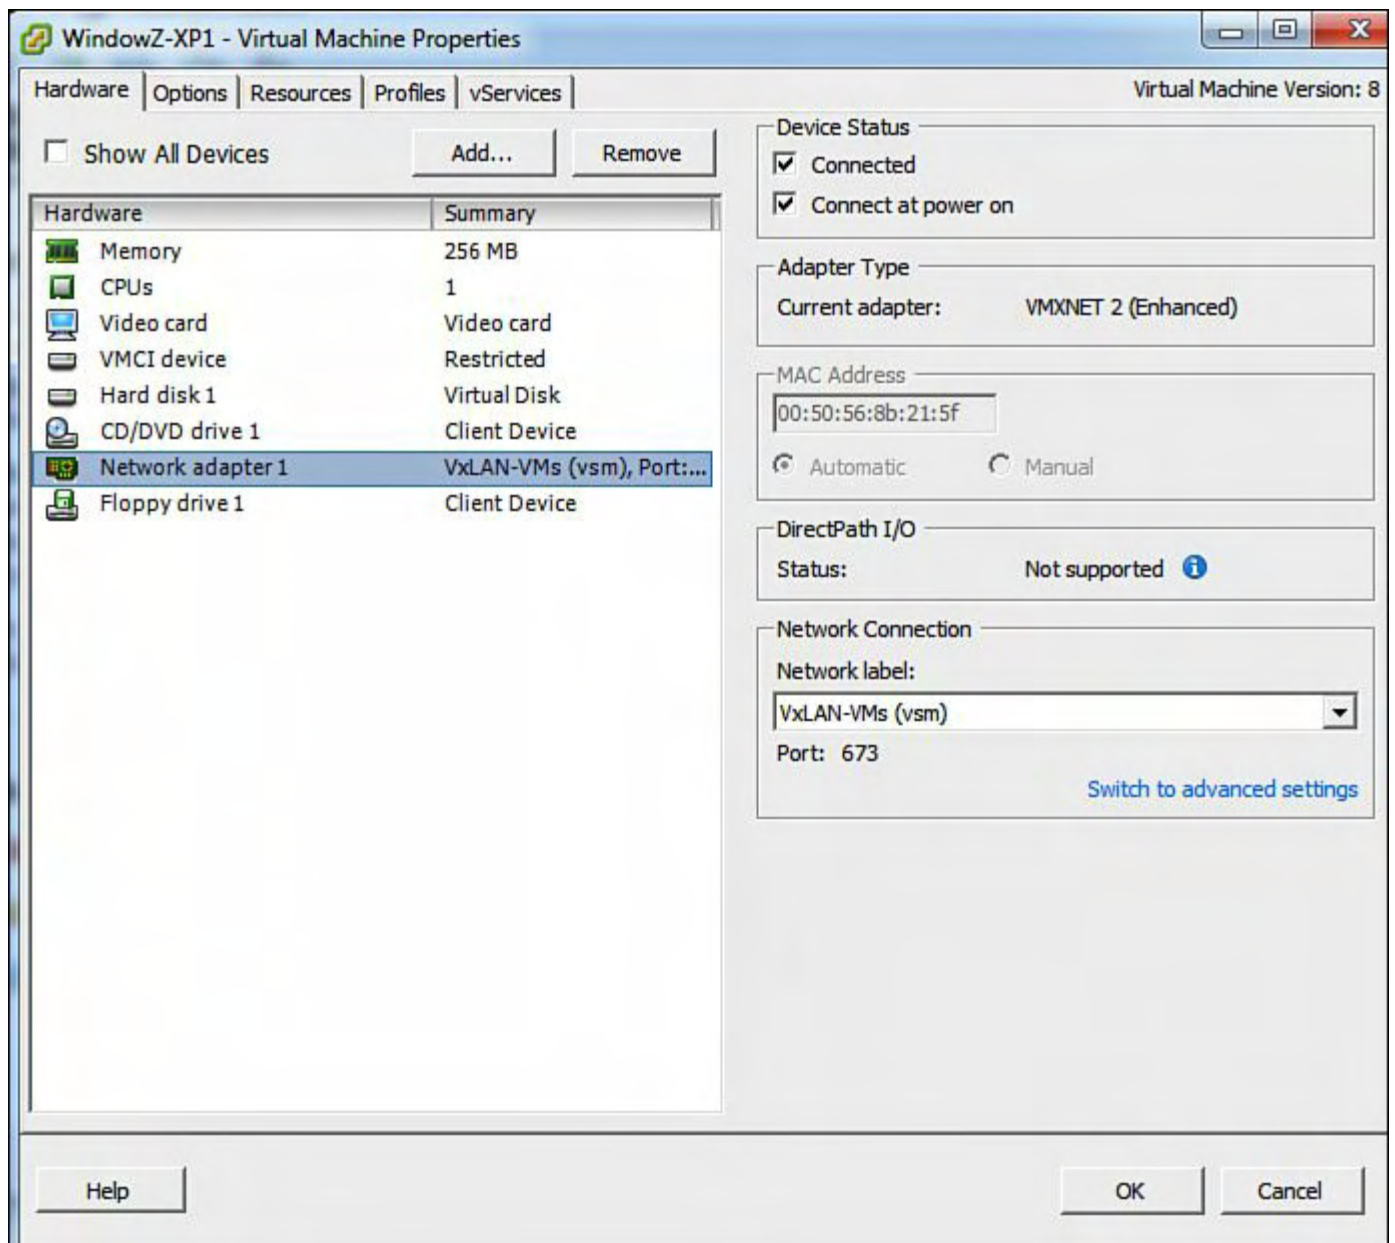 WindowZ-XP1 - Virtual Machine Properties
Hardware Options Resources Profiles vServices
Virtual Machine Version: 8
Show All Devices
Add...
Remove
Hardware Summary
Memory 256 MB
CPUs 1
Video card Video card
VMCI device Restricted
Hard disk 1 Virtual Disk
CD/DVD drive 1 Client Device
Network adapter 1 VxLAN-VMs (vsm), Port:...
Floppy drive 1 Client Device
Device Status
Connected
Connect at power on
Adapter Type
Current adapter: VMXNET 2 (Enhanced)
MAC Address
00:50:56:8b:21:5f
Automatic Manual
DirectPath I/O
Status: Not supported
Network Connection
Network label:
VxLAN-VMs (vsm)
Port: 673
Switch to advanced settings
Help
OK
Cancel